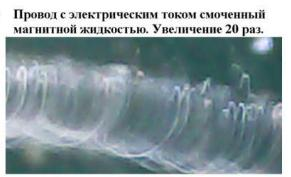 Провод с электрическим током смоченный
магнитной жидкостью. Увеличение 20 раз.